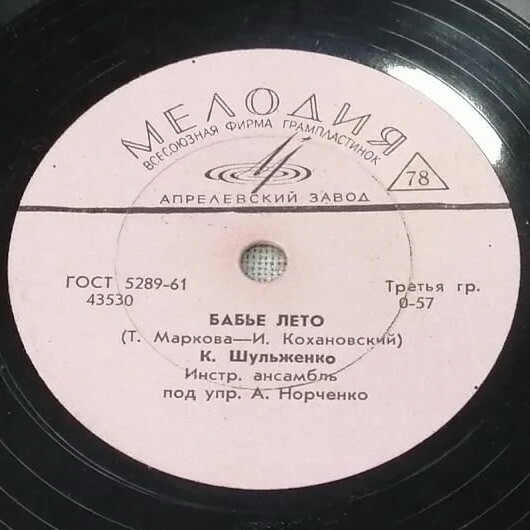 МЕЛОДИЯ
ВСЕСОЮЗНАЯ ФИРМА ГРАМПЛАСТИНОК
78
АПРЕЛЕВСКИЙ ЗАВОД
ГОСТ 5289-61
43530
Третья гр.
0-57
БАБЬЕ ЛЕТО
(Т. Маркова—И. Кохановский)
К. Шульженко
Инстр. ансамбль
под упр. А. Норченко